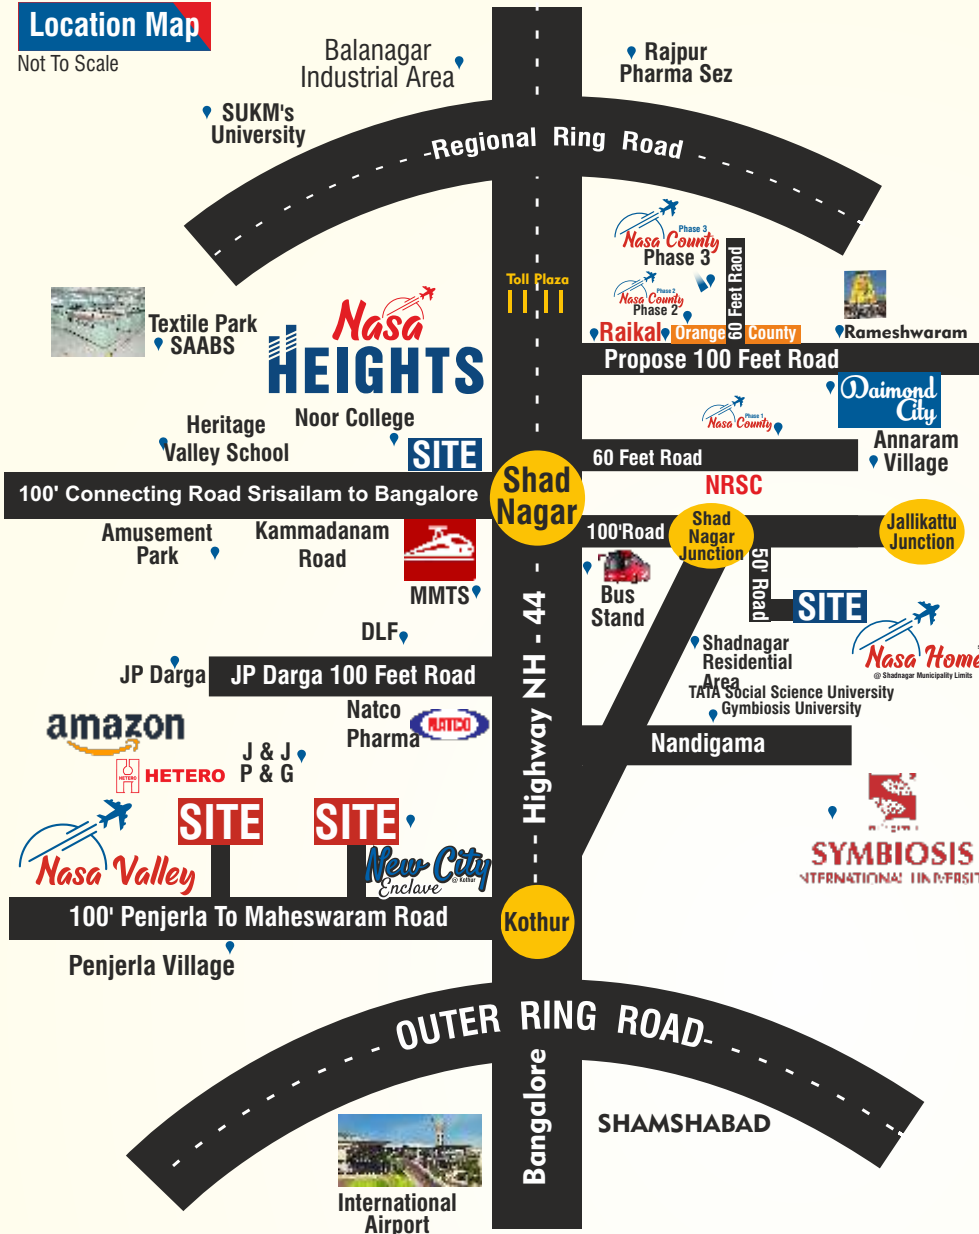 Location Map
Not To Scale
Balanagar
Industrial Area
Rajpur
Pharma Sez
SUKM's
University
Regional Ring Road
Phase 3
Nasa County
Phase 3
Toll Plaza
Phase 2
Nasa County
Phase 2
60 Feet Raod
Raikal
Orange County
Rameshwaram
Propose 100 Feet Road
Textile Park
SAABS
Nasa
HEIGHTS
Daimond
City
Noor College
Heritage
Valley School
SITE
Phase 1
Nasa County
Annaram
Village
60 Feet Road
Shad
Nagar
100' Connecting Road Srisailam to Bangalore
NRSC
100'Road
Shad
Nagar
Junction
Jallikattu
Junction
Amusement
Park
Kammadanam
Road
MMTS
Bus
Stand
50' Road
SITE
Nasa Home
@ Shadnagar Municipality Limits
DLF
JP Darga
JP Darga 100 Feet Road
Highway NH - 44
Shadnagar
Residential
Area
TATA Social Science University
Gymbiosis University
Natco
Pharma
NATCO
Nandigama
amazon
HETERO
HETERO
J & J
P & G
SITE
SITE
Nasa Valley
New City
@ Kothur
Enclave
SYMBIOSIS
100' Penjerla To Maheswaram Road
Kothur
Penjerla Village
OUTER RING ROAD
Bangalore
SHAMSHABAD
International
Airport